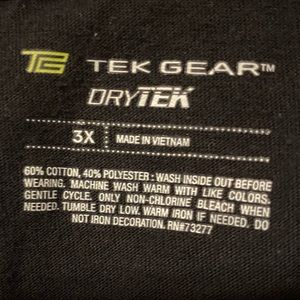 TG TEK GEAR™
DRYTEK
3X MADE IN VIETNAM
60% COTTON, 40% POLYESTER : WASH INSIDE OUT BEFORE
WEARING. MACHINE WASH WARM WITH LIKE COLORS.
GENTLE CYCLE. ONLY NON-CHLORINE BLEACH WHEN
NEEDED. TUMBLE DRY LOW. WARM IRON IF NEEDED. DO
NOT IRON DECORATION. RN#73277